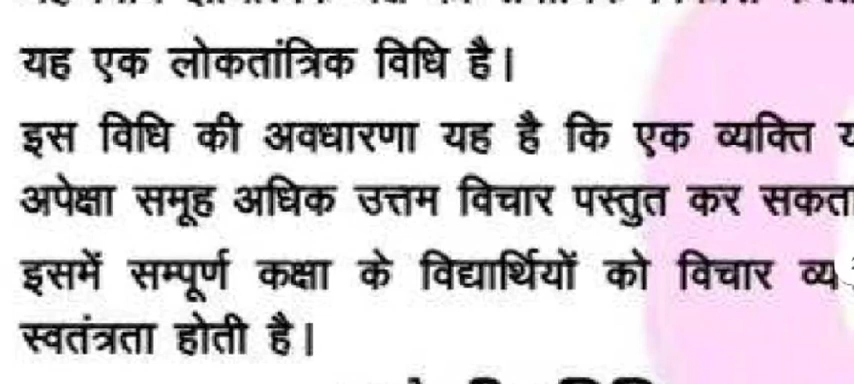 यह एक लोकतांत्रिक विधि है।
इस विधि की अवधारणा यह है कि एक व्यक्ति
अपेक्षा समूह अधिक उत्तम विचार पस्तुत कर सकता
इसमें सम्पूर्ण कक्षा के विद्यार्थियों को विचार
स्वतंत्रता होती है।